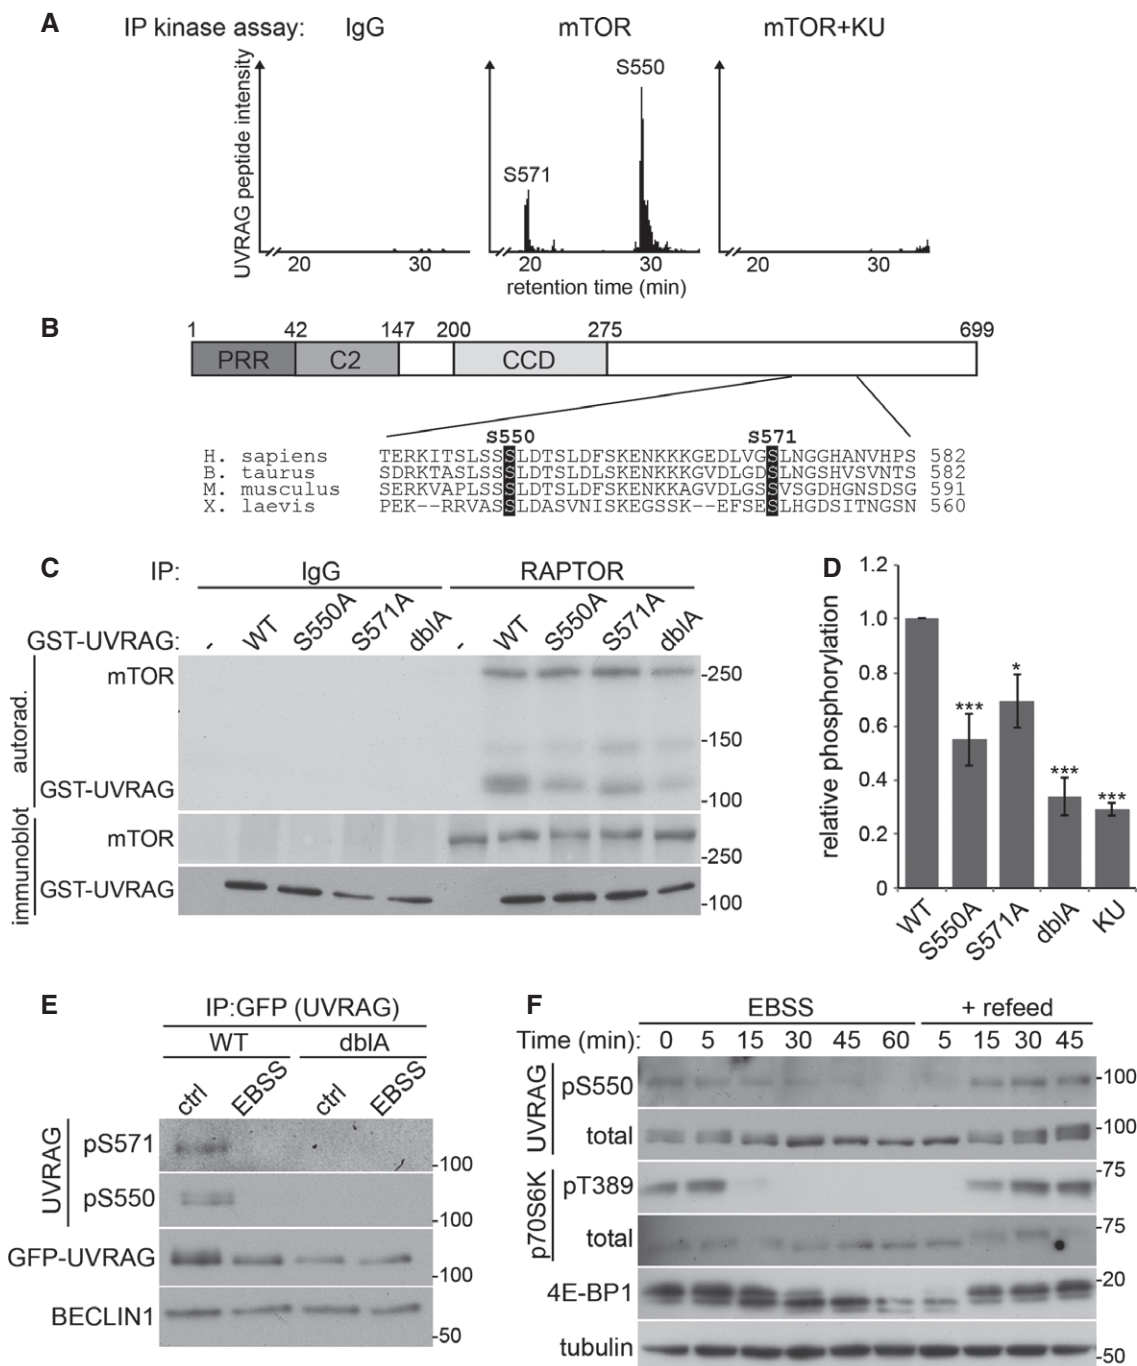 A
IP kinase assay: IgG mTOR mTOR+KU
UVRAG peptide intensity
S571
S550
20 30 20 30 20 30
retention time (min)
B
1 42 147 200 275 699
PRR C2 CCD
S550 S571
H. sapiens TERKITSLSSSSLDTSLDFSKENKKKGEDLVGSLNGGHANVHPS 582
B. taurus SDRKTASLSSSSLDTSLDLSKENKKKGVDLGDSLNGSHVSVNTS 582
M. musculus SERKVAPLSSSSLDTSLDFSKENKKAGVDLGSSVSGDHGNSDSG 591
X. laevis PEK--RRVASSLDASVNISKEGSSK--EFSESLHGDSITNGSN 560
C
IP: IgG RAPTOR
GST-UVRAG: - WT S550A S571A dblA - WT S550A S571A dblA
autorad.
mTOR -250
-150
GST-UVRAG -100
immunoblot
mTOR -250
GST-UVRAG -100
D
relative phosphorylation
1.2
1.0
0.8
0.6
0.4
0.2
0
*** * *** ***
WT S550A S571A dblA KU
E
IP:GFP (UVRAG)
WT dblA
ctrl EBSS ctrl EBSS
UVRAG
pS571 -100
pS550 -100
GFP-UVRAG -100
BECLIN1 -50
F
EBSS + refeed
Time (min): 0 5 15 30 45 60 5 15 30 45
UVRAG
pS550 -100
total -100
p70S6K
pT389 -75
total -75
4E-BP1 -20
tubulin -50